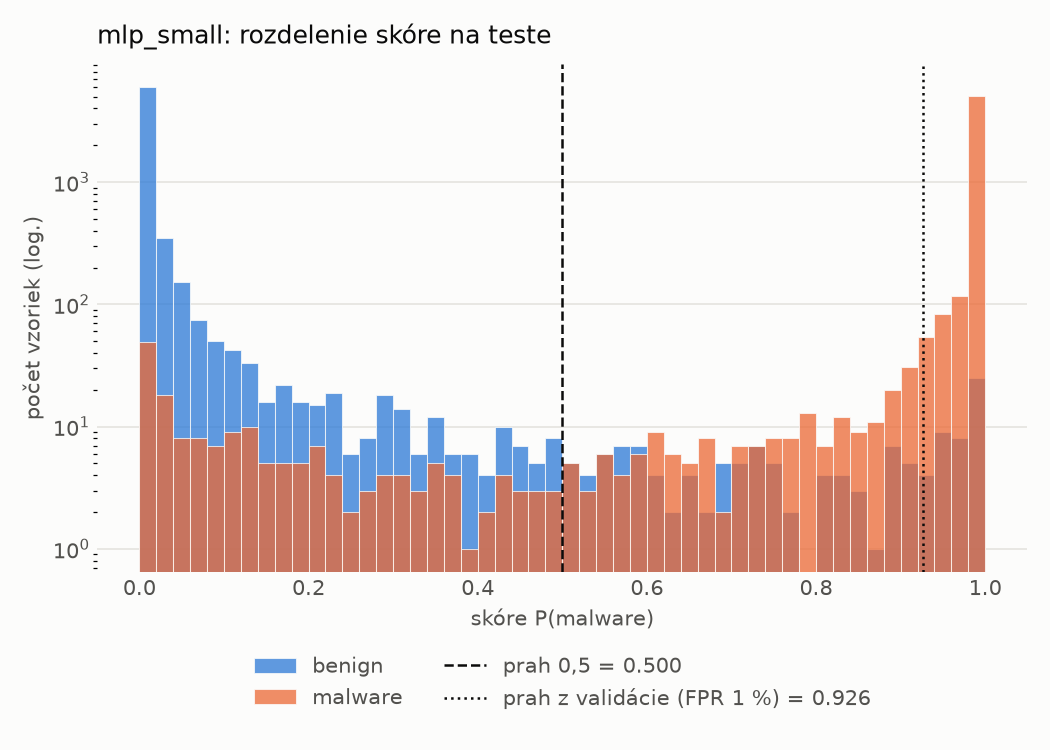 mlp_small: rozdelenie skóre na teste
počet vzoriek (log.)
10³
10²
10¹
10⁰
0.0 0.2 0.4 0.6 0.8 1.0
skóre P(malware)
benign
malware
prah 0,5 = 0.500
prah z validácie (FPR 1 %) = 0.926